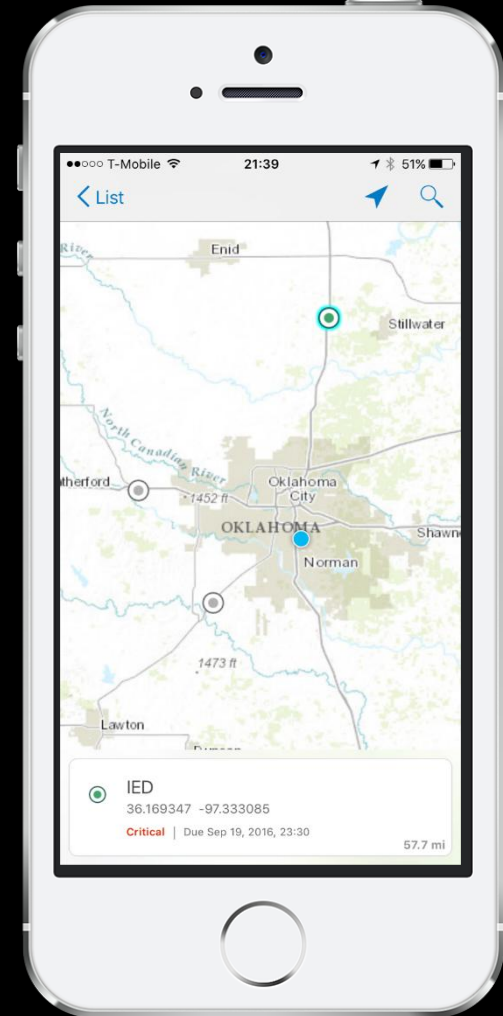 T-Mobile 21:39 51%
List
River
Enid
Stillwater
North Canadian River
therford
1452 ft
Oklahoma
City
OKLAHOMA
Shawn
Norman
1473 ft
Lawton
IED
36.169347 -97.333085
Critical | Due Sep 19, 2016, 23:30
57.7 mi